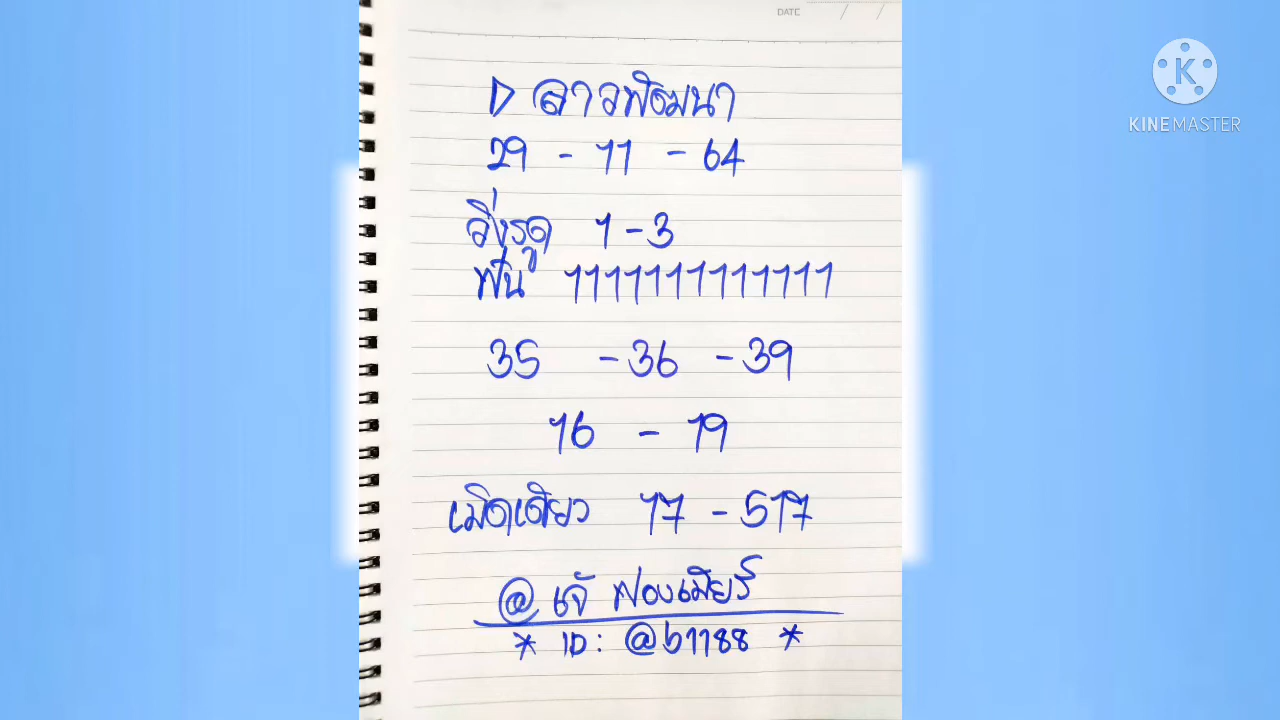 DATE / /
K
KINEMASTER
ลาวพัฒนา
29 - 11 - 64
วิ่งรูด 1 - 3
ฟัน 11111111111111
35 - 36 - 39
16 - 19
เม็ดเดียว 17 - 517
@ เจ๊ ฟองเบียร์
* ID : @b1188 *